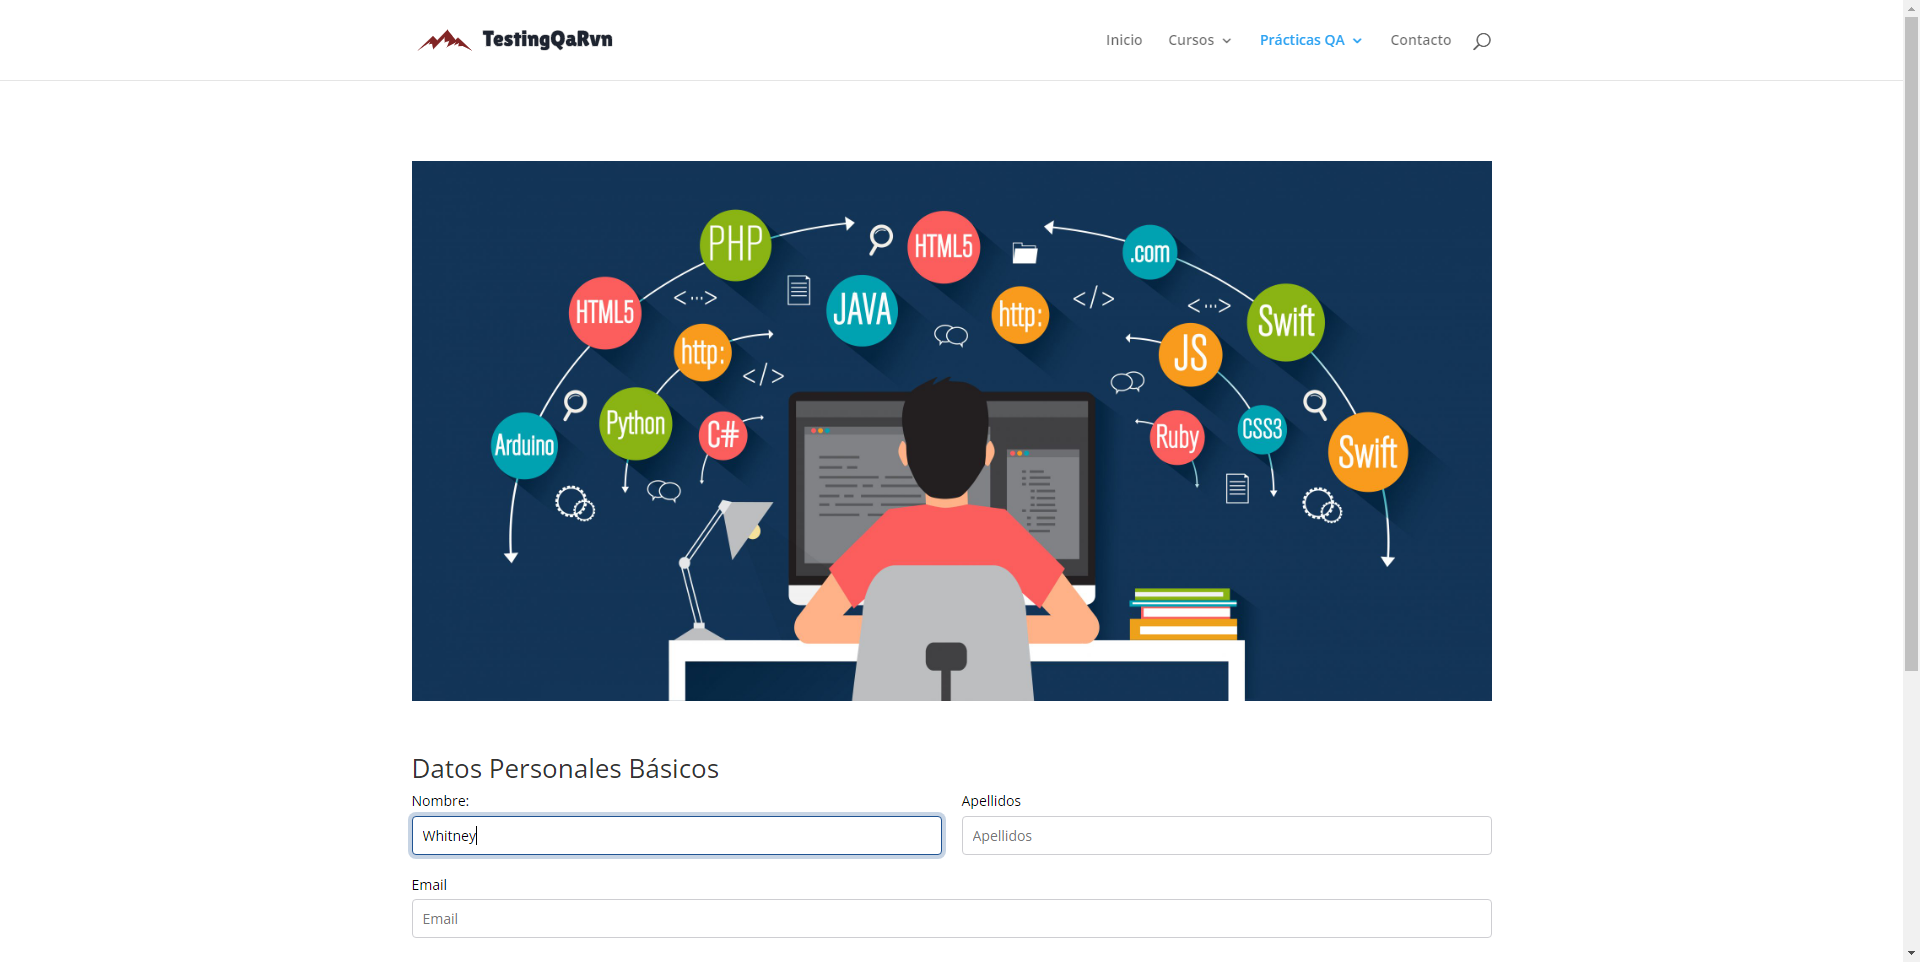 TestingQaRvn
Inicio Cursos Prácticas QA Contacto
PHP
HTML5
.com
HTML5
JAVA
http:
Swift
http:
JS
Arduino
Python
C#
Ruby
CSS3
Swift
Datos Personales Básicos
Nombre: Apellidos
Whitney Apellidos
Email
Email